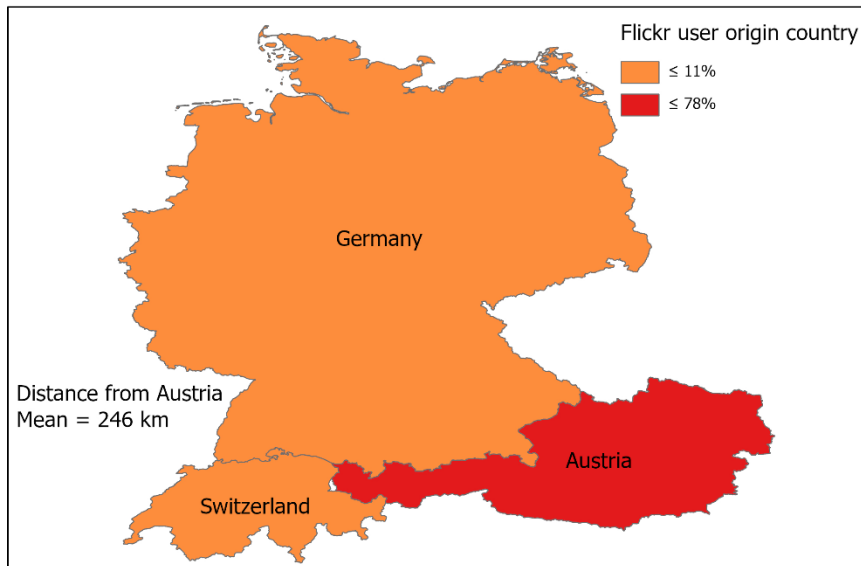 Flickr user origin country
≤ 11%
≤ 78%
Germany
Distance from Austria
Mean = 246 km
Austria
Switzerland